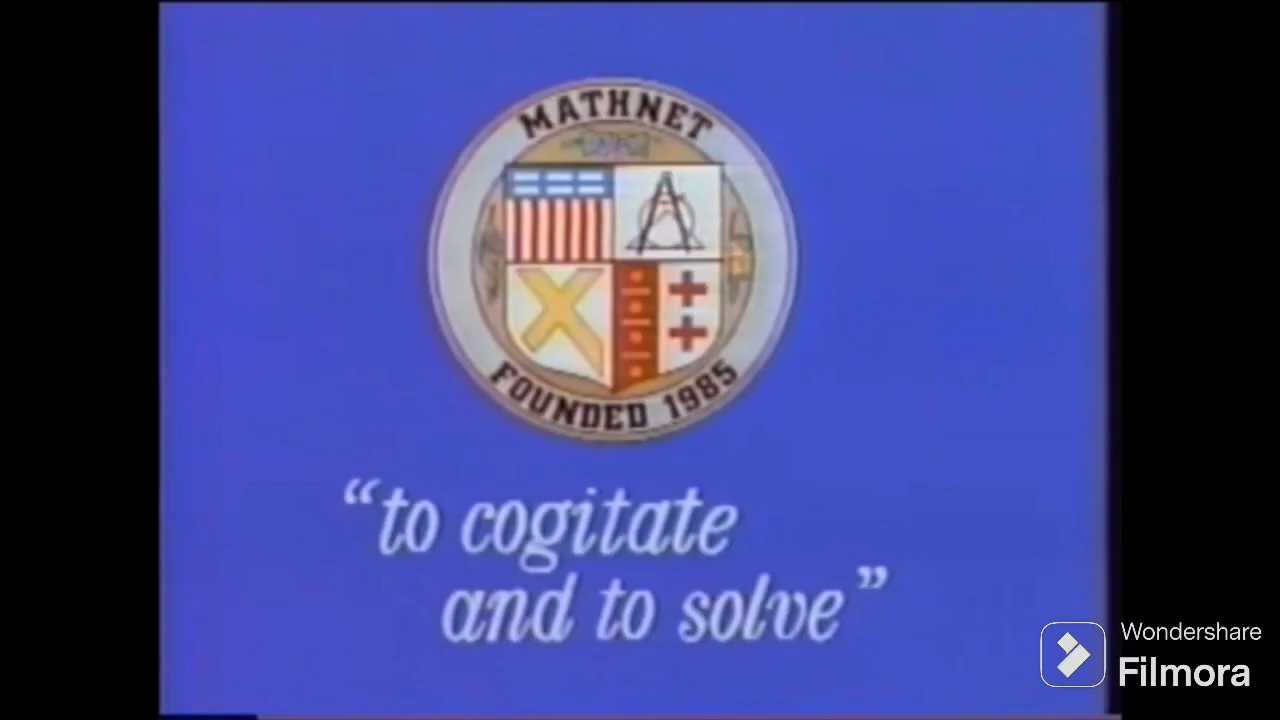 MATHNET
FOUNDED 1985
“to cogitate
and to solve”
Wondershare
Filmora